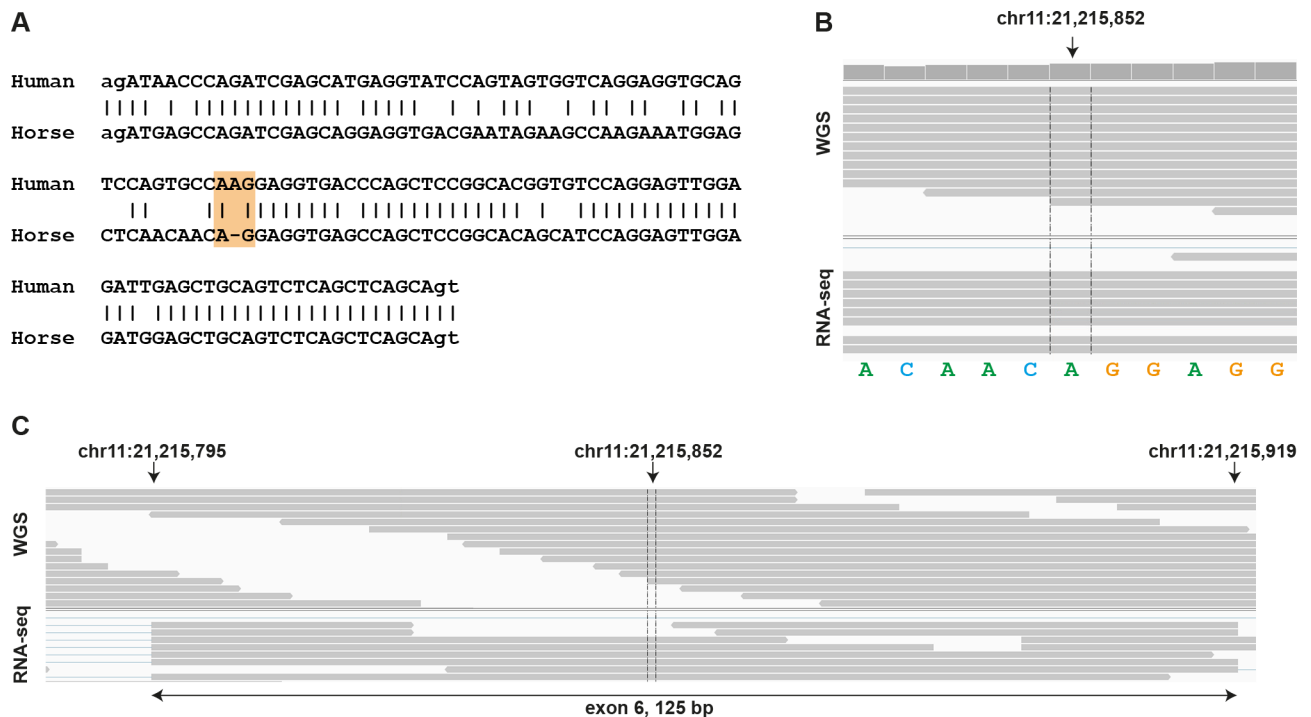 A
Human agATAACCCAGATCGAGCATGAGGTATCCAGTAGTGGTCAGGAGGTGCAG
Horse agATGAGCCAGATCGAGCAGGAGGTGACGAATAGAAGCCAAGAAATGGAG
Human TCCAGTGCCAAGGAGGTGACCCAGCTCCGGCACGGTGTCCAGGAGTTGGA
Horse CTCAACAACA-GGAGGTGAGCCAGCTCCGGCACAGCATCCAGGAGTTGGA
Human GATTGAGCTGCAGTCTCAGCTCAGCAgt
Horse GATGGAGCTGCAGTCTCAGCTCAGCAgt
B
chr11:21,215,852
WGS
RNA-seq
A C A A C A G G A G G
C
chr11:21,215,795 chr11:21,215,852 chr11:21,215,919
WGS
RNA-seq
exon 6, 125 bp